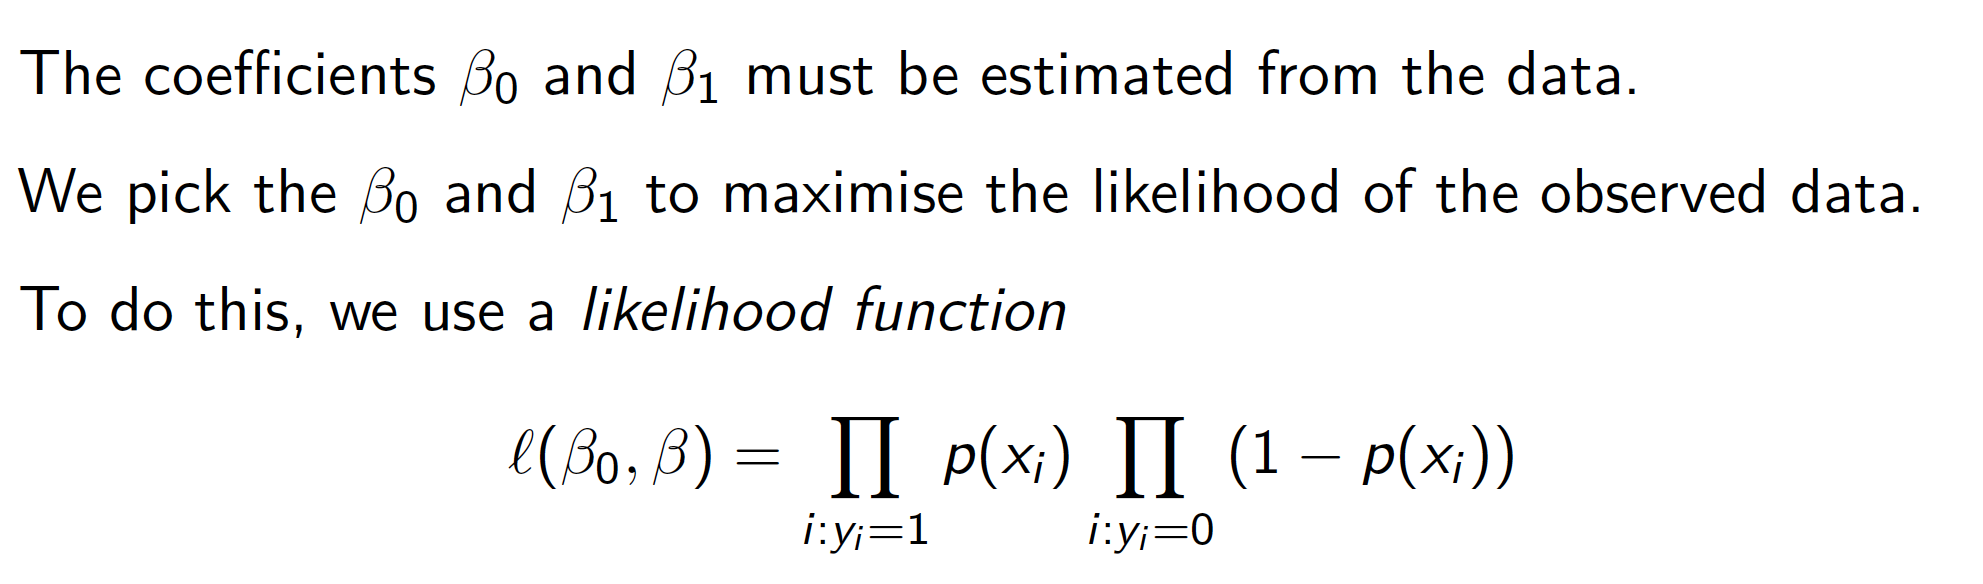 The coefficients β₀ and β₁ must be estimated from the data.
We pick the β₀ and β₁ to maximise the likelihood of the observed data.
To do this, we use a likelihood function
ℓ(β₀, β) = ∏_{i:yᵢ=1} p(xᵢ) ∏_{i:yᵢ=0} (1 − p(xᵢ))